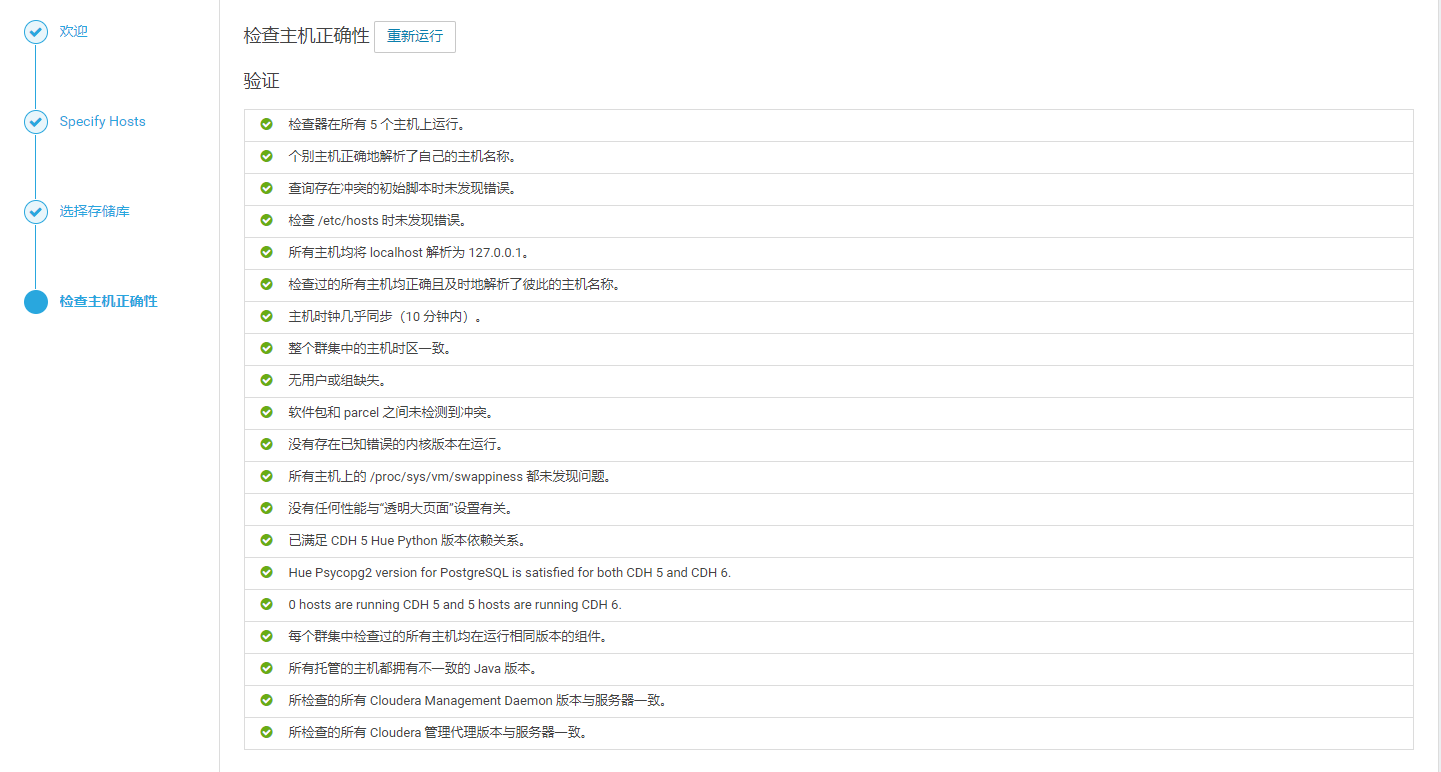 欢迎
Specify Hosts
选择存储库
检查主机正确性
检查主机正确性 重新运行
验证
检查器在所有 5 个主机上运行。
个别主机正确地解析了自己的主机名称。
查询存在冲突的初始脚本时未发现错误。
检查 /etc/hosts 时未发现错误。
所有主机均将 localhost 解析为 127.0.0.1。
检查过的所有主机均正确且及时地解析了彼此的主机名称。
主机时钟几乎同步（10 分钟内）。
整个群集中的主机时区一致。
无用户或组缺失。
软件包和 parcel 之间未检测到冲突。
没有存在已知错误的内核版本在运行。
所有主机上的 /proc/sys/vm/swappiness 都未发现问题。
没有任何性能与“透明大页面”设置有关。
已满足 CDH 5 Hue Python 版本依赖关系。
Hue Psycopg2 version for PostgreSQL is satisfied for both CDH 5 and CDH 6.
0 hosts are running CDH 5 and 5 hosts are running CDH 6.
每个群集中检查过的所有主机均在运行相同版本的组件。
所有托管的主机都拥有不一致的 Java 版本。
所检查的所有 Cloudera Management Daemon 版本与服务器一致。
所检查的所有 Cloudera 管理代理版本与服务器一致。